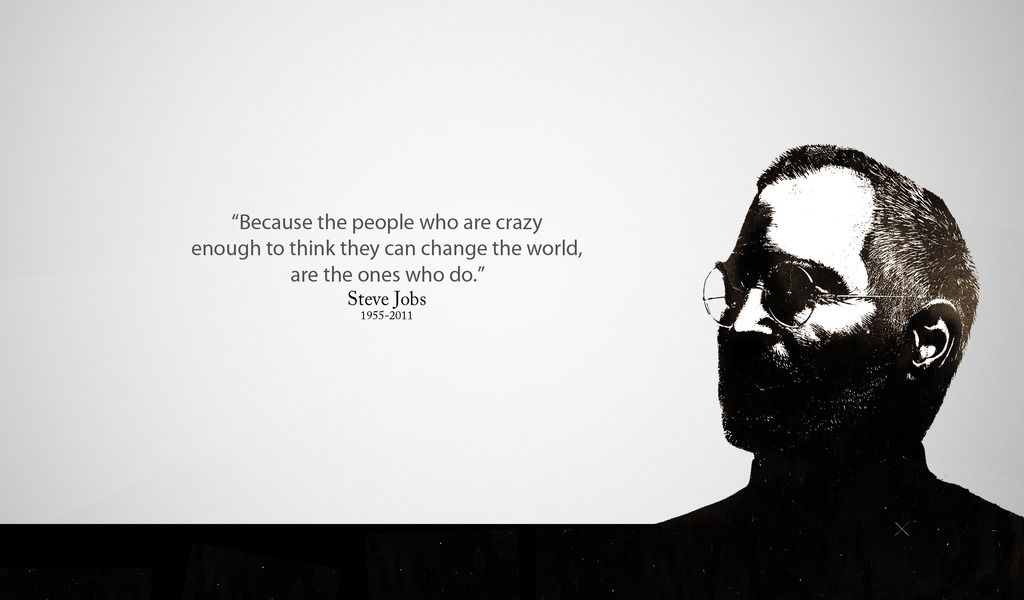 “Because the people who are crazy
enough to think they can change the world,
are the ones who do.”
Steve Jobs
1955-2011